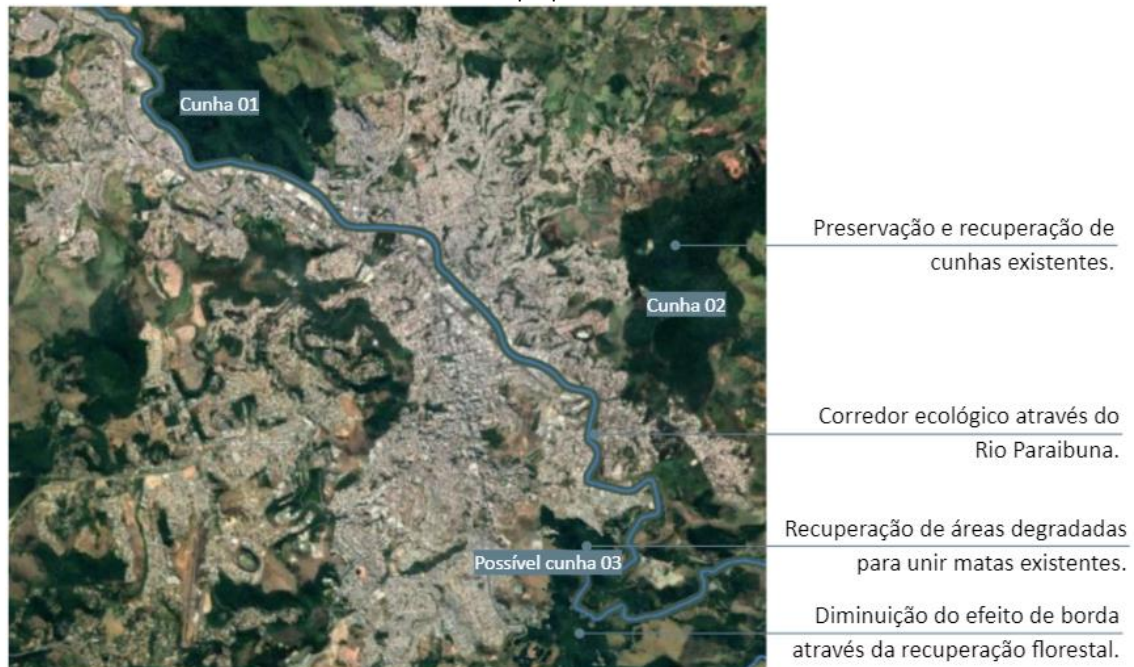 Cunha 01
Preservação e recuperação de
cunhas existentes.
Cunha 02
Corredor ecológico através do
Rio Paraibuna.
Recuperação de áreas degradadas
para unir matas existentes.
Possível cunha 03
Diminuição do efeito de borda
através da recuperação florestal.